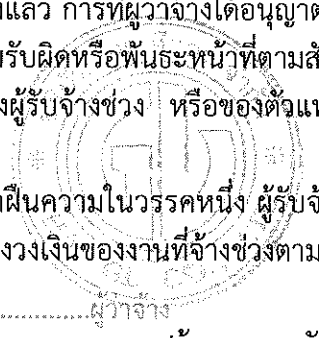 แล้ว การที่ผู้ว่าจ้างได้อนุญาต
รับผิดหรือพันธะหน้าที่ตามสั
งผู้รับจ้างช่วง หรือของตัวแท
ฝืนความในวรรคหนึ่ง ผู้รับจ้
งวงเงินของงานที่จ้างช่วงตาม
ผู้ว่าจ้าง